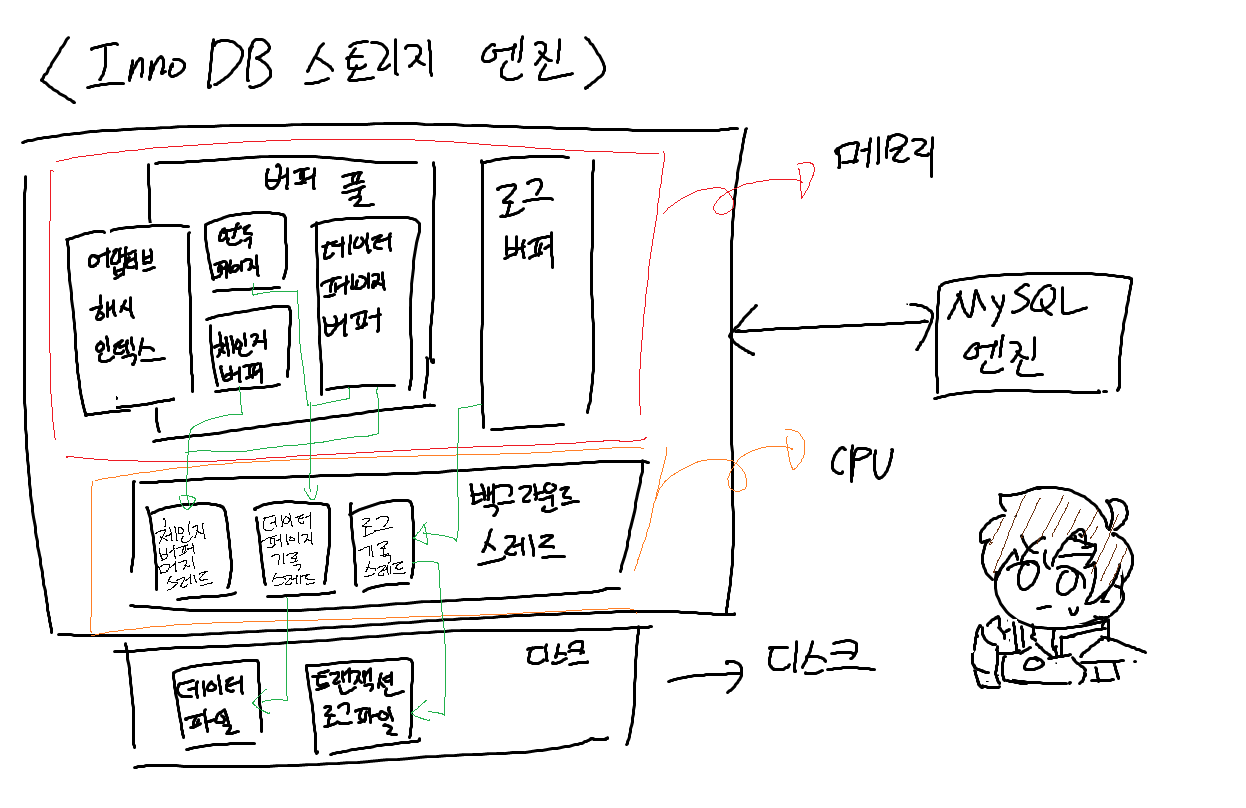 <Inno DB 스토리지 엔진>
메모리
버퍼 풀
로그
버퍼
어댑티브
해시
인덱스
언두
페이지
데이터
페이지
버퍼
체인지
버퍼
MySQL
엔진
CPU
백그라운드
스레드
체인지
버퍼
머지
스레드
데이터
페이지
기록
스레드
로그
기록
스레드
디스크
데이터
파일
트랜잭션
로그파일
디스크